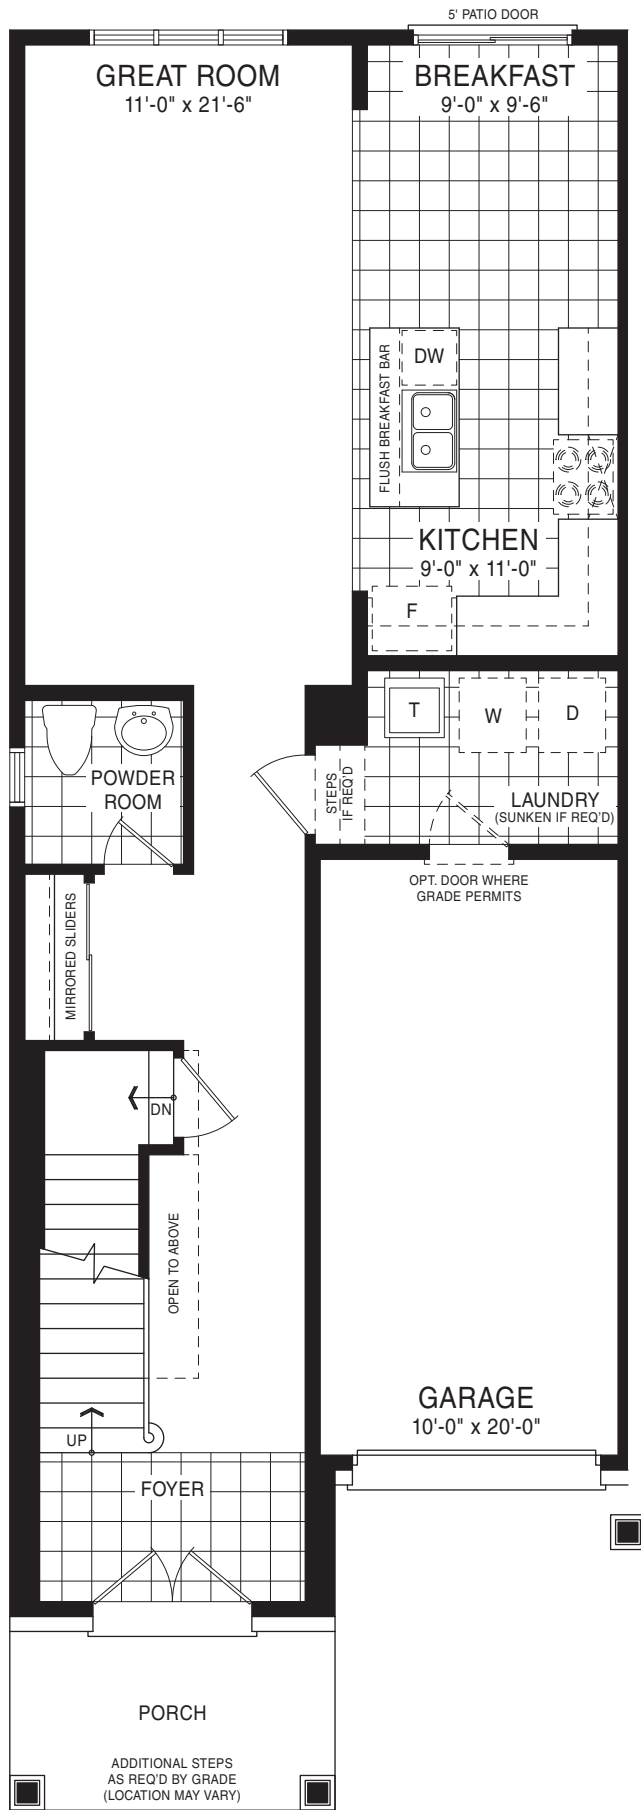 5' PATIO DOOR
GREAT ROOM
11'-0" x 21'-6"
BREAKFAST
9'-0" x 9'-6"
FLUSH BREAKFAST BAR
DW
KITCHEN
9'-0" x 11'-0"
F
T
W
D
POWDER
ROOM
STEPS
IF REQ'D
LAUNDRY
(SUNKEN IF REQ'D)
OPT. DOOR WHERE
GRADE PERMITS
MIRRORED SLIDERS
DN
OPEN TO ABOVE
GARAGE
10'-0" x 20'-0"
UP
FOYER
PORCH
ADDITIONAL STEPS
AS REQ'D BY GRADE
(LOCATION MAY VARY)